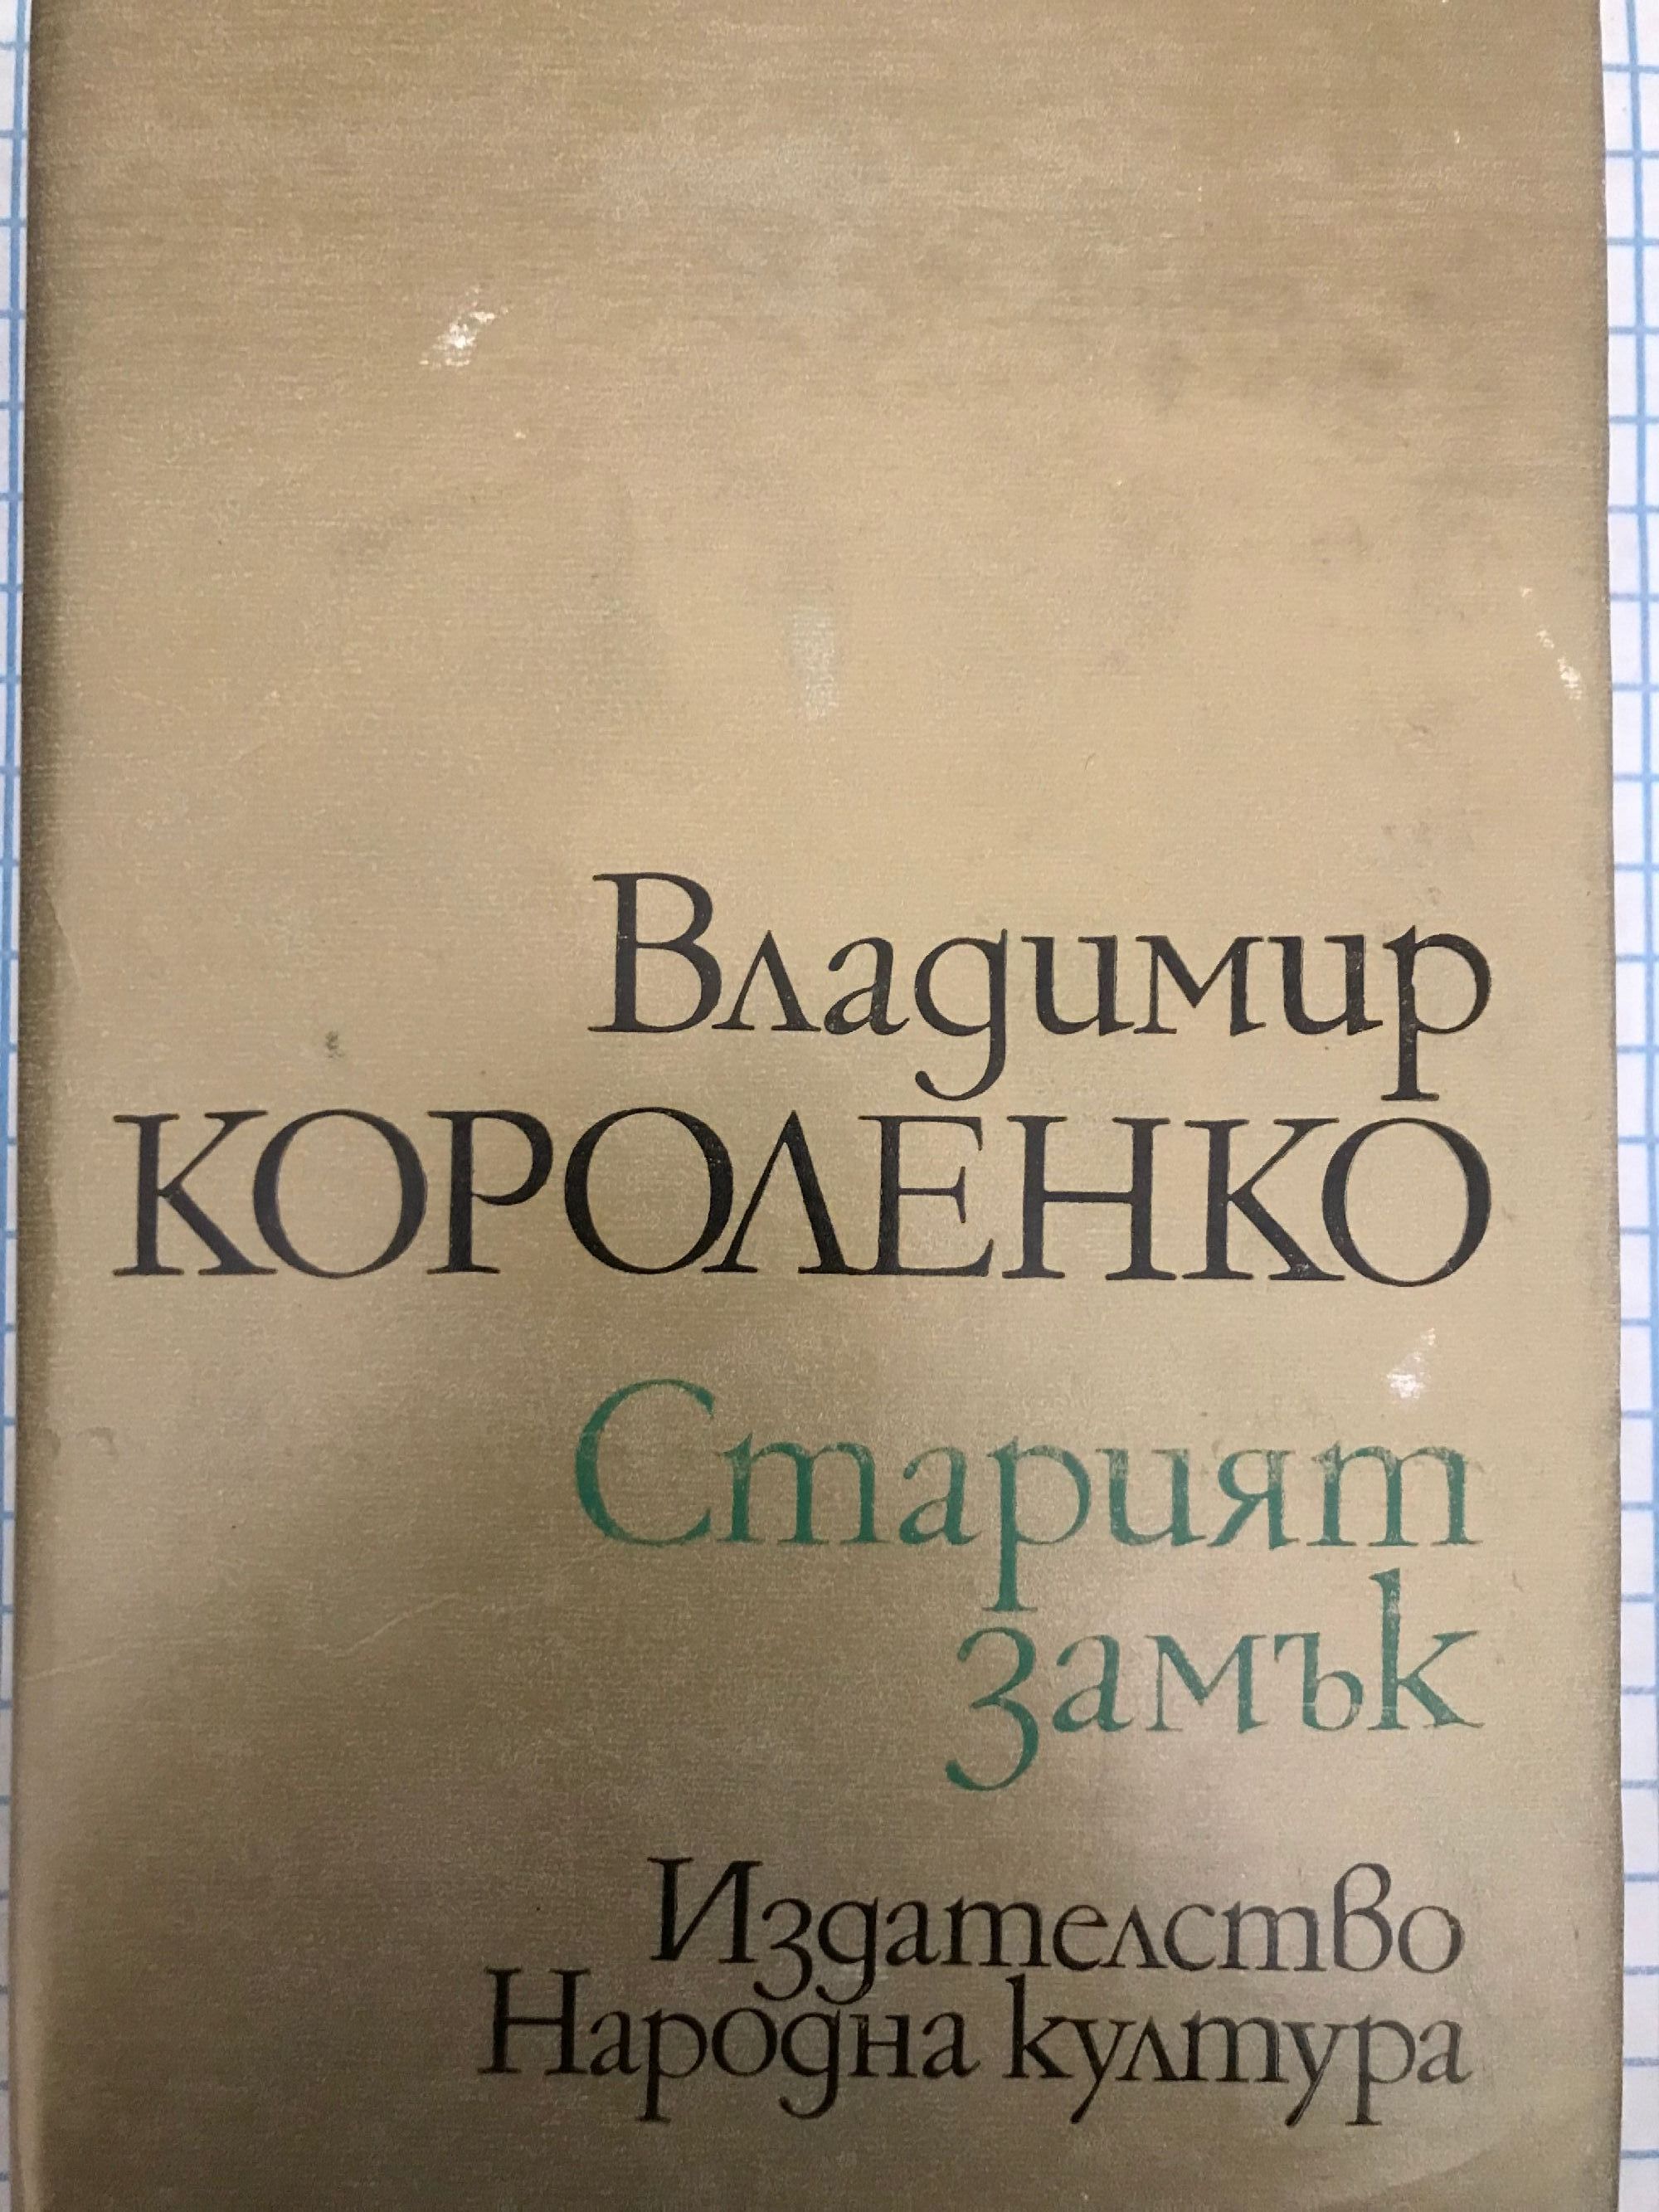 Владимир
КОРОЛЕНКО
Старият
замък
Издателство
Народна култура